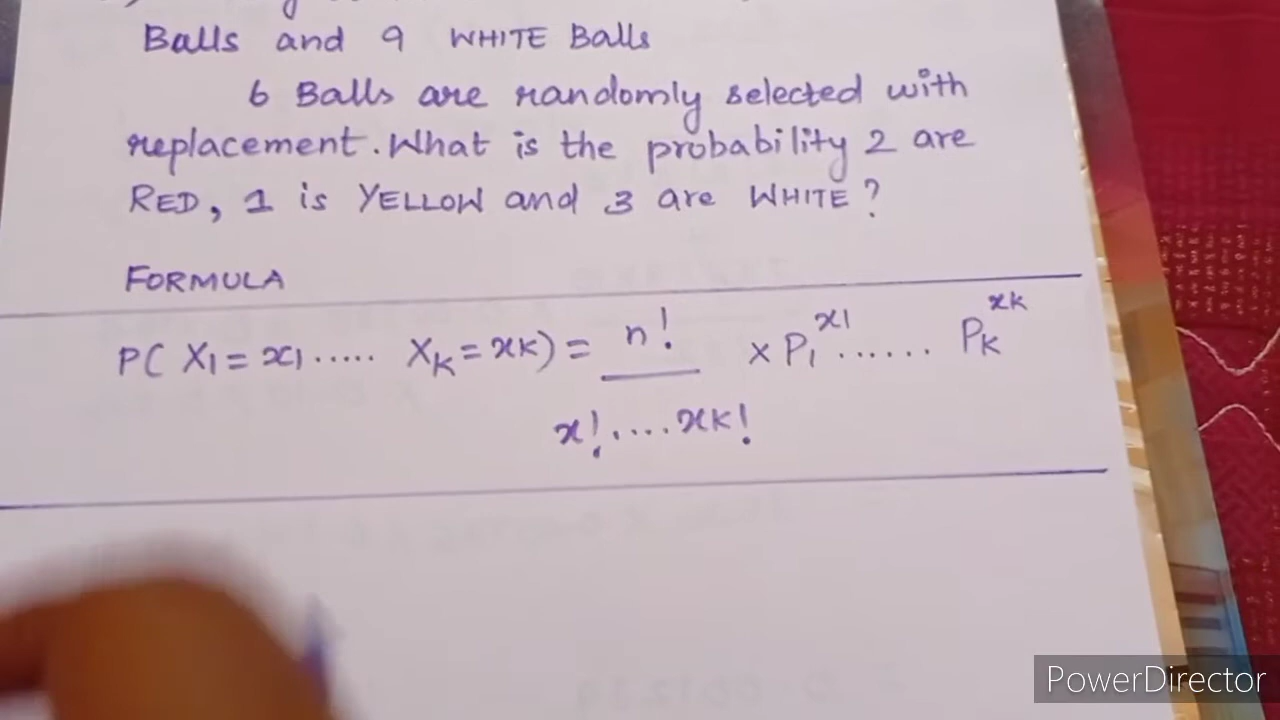 Balls and 9 WHITE Balls
6 Balls are randomly selected with
replacement. What is the probability 2 are
RED, 1 is YELLOW and 3 are WHITE?
FORMULA
P( X1 = x1 ..... Xk = xk) = n! x P1^x1 ...... Pk^xk
x! .... xk!
PowerDirector